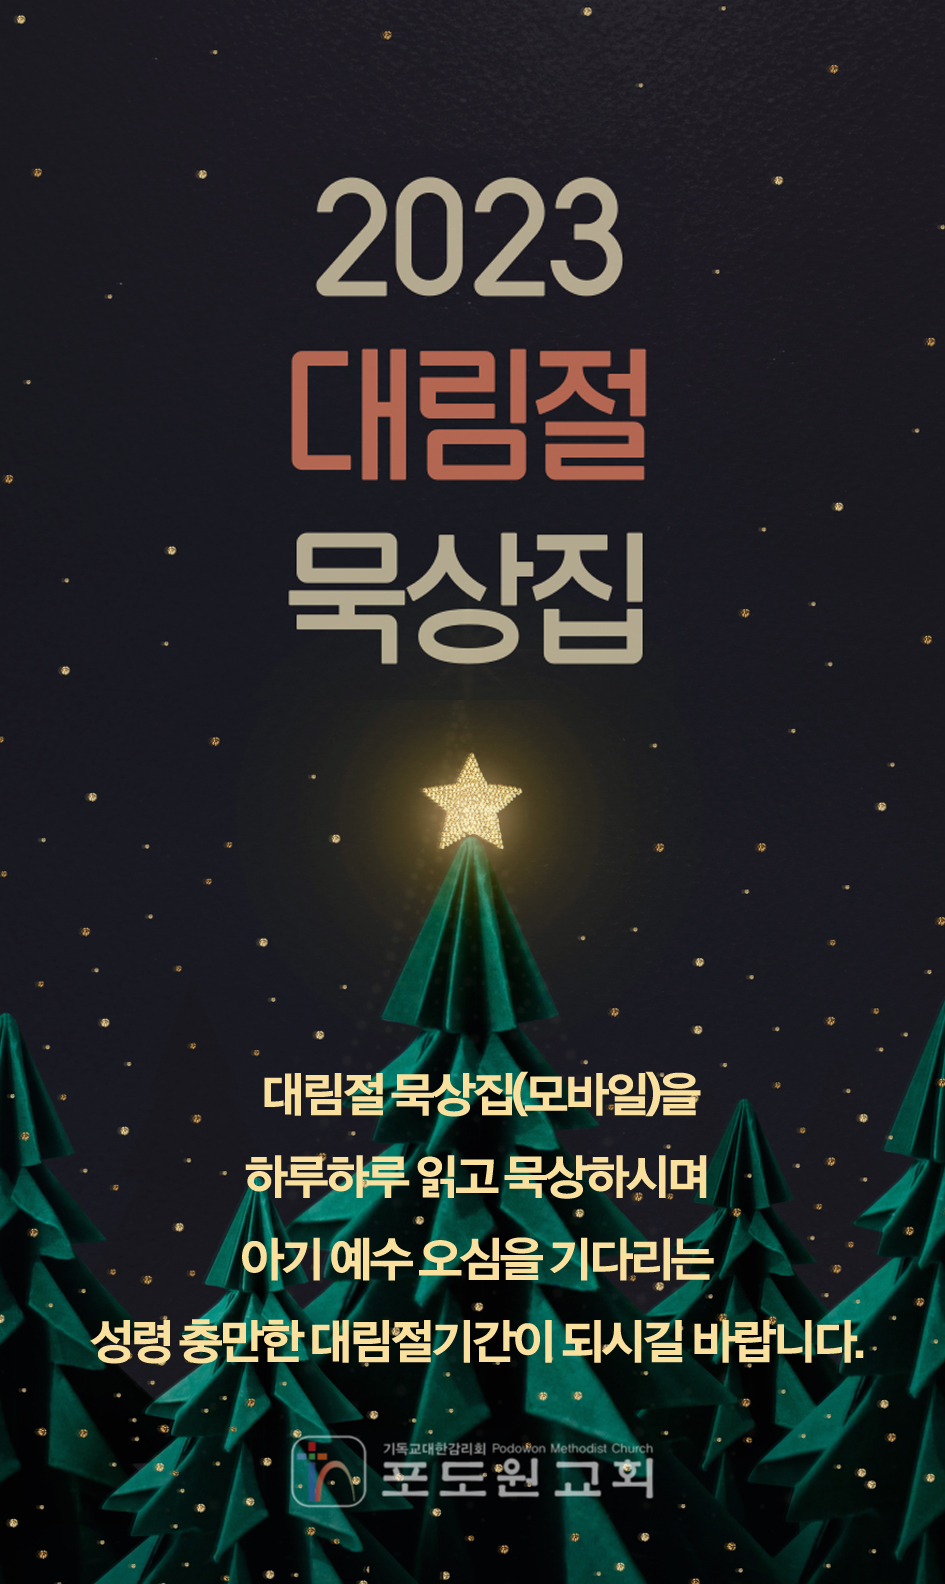 2023
대림절
묵상집
대림절 묵상집(모바일)을
하루하루 읽고 묵상하시며
아기 예수 오심을 기다리는
성령 충만한 대림절기간이 되시길 바랍니다.
기독교대한감리회 Podowon Methodist Church
포도원교회